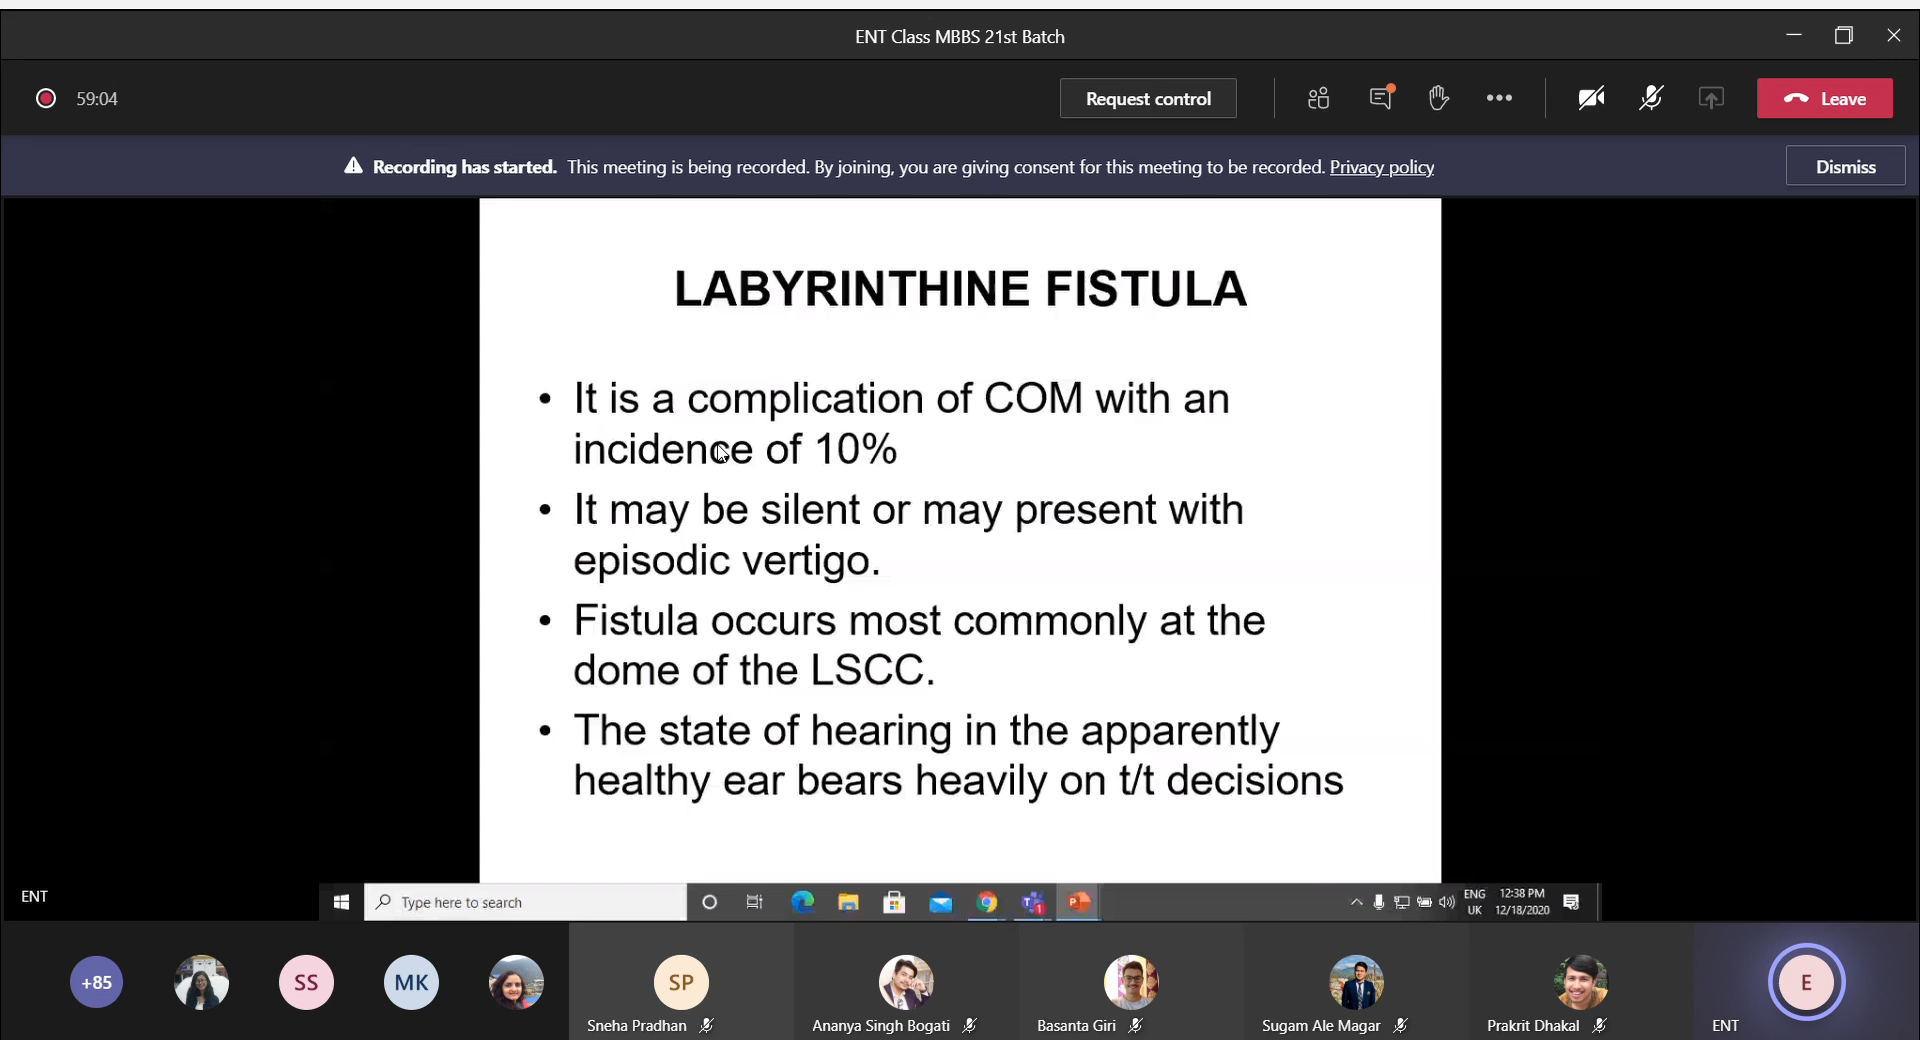 ENT Class MBBS 21st Batch
59:04
Request control
Leave
Recording has started. This meeting is being recorded. By joining, you are giving consent for this meeting to be recorded. Privacy policy
Dismiss
LABYRINTHINE FISTULA
• It is a complication of COM with an
incidence of 10%
• It may be silent or may present with
episodic vertigo.
• Fistula occurs most commonly at the
dome of the LSCC.
• The state of hearing in the apparently
healthy ear bears heavily on t/t decisions
ENT
Type here to search
ENG
UK
12:38 PM
12/18/2020
+85
SS
MK
SP
E
Sneha Pradhan
Ananya Singh Bogati
Basanta Giri
Sugam Ale Magar
Prakrit Dhakal
ENT